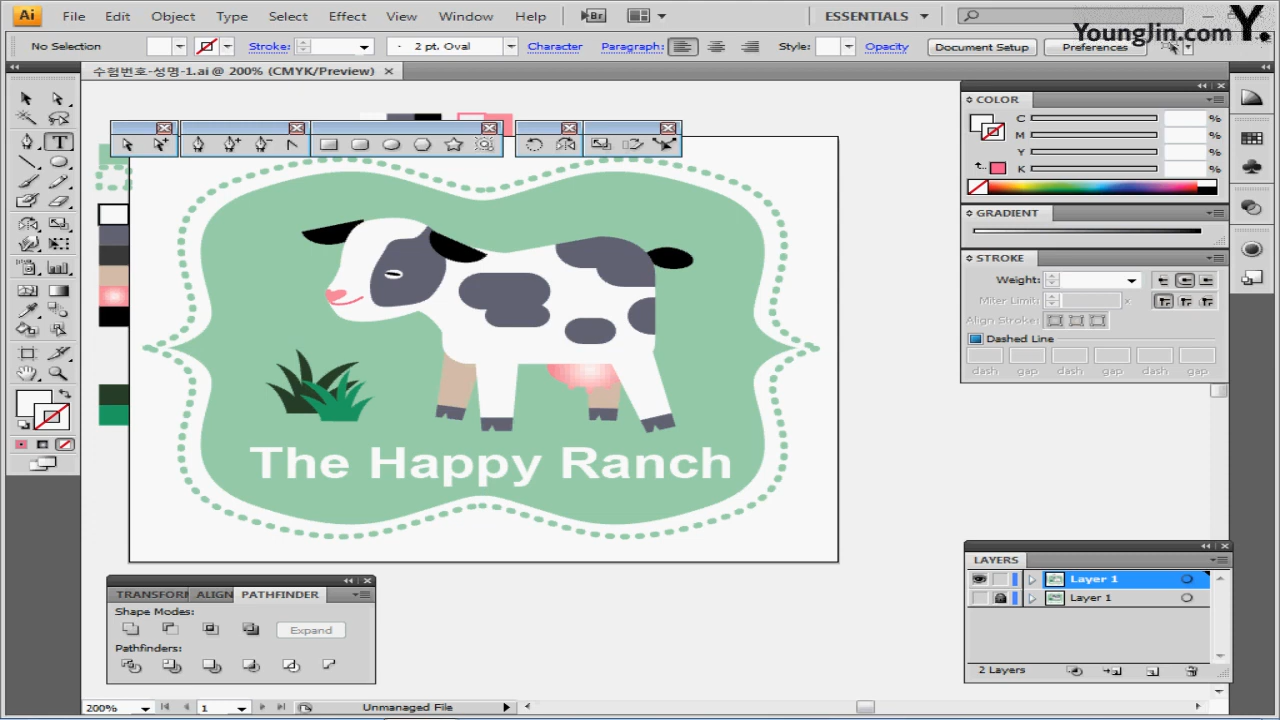 Ai File Edit Object Type Select Effect View Window Help Br ESSENTIALS
YoungJin.com Y.
No Selection Stroke: 2 pt. Oval Character Paragraph: Style: Opacity Document Setup Preferences
수험번호-성명-1.ai @ 200% (CMYK/Preview)
COLOR
C %
M %
Y %
K %
GRADIENT
STROKE
Weight:
Miter Limit: x
Align Stroke:
Dashed Line
dash gap dash gap dash gap
The Happy Ranch
LAYERS
Layer 1
Layer 1
2 Layers
TRANSFORM ALIGN PATHFINDER
Shape Modes:
Expand
Pathfinders:
200% 1 Unmanaged File